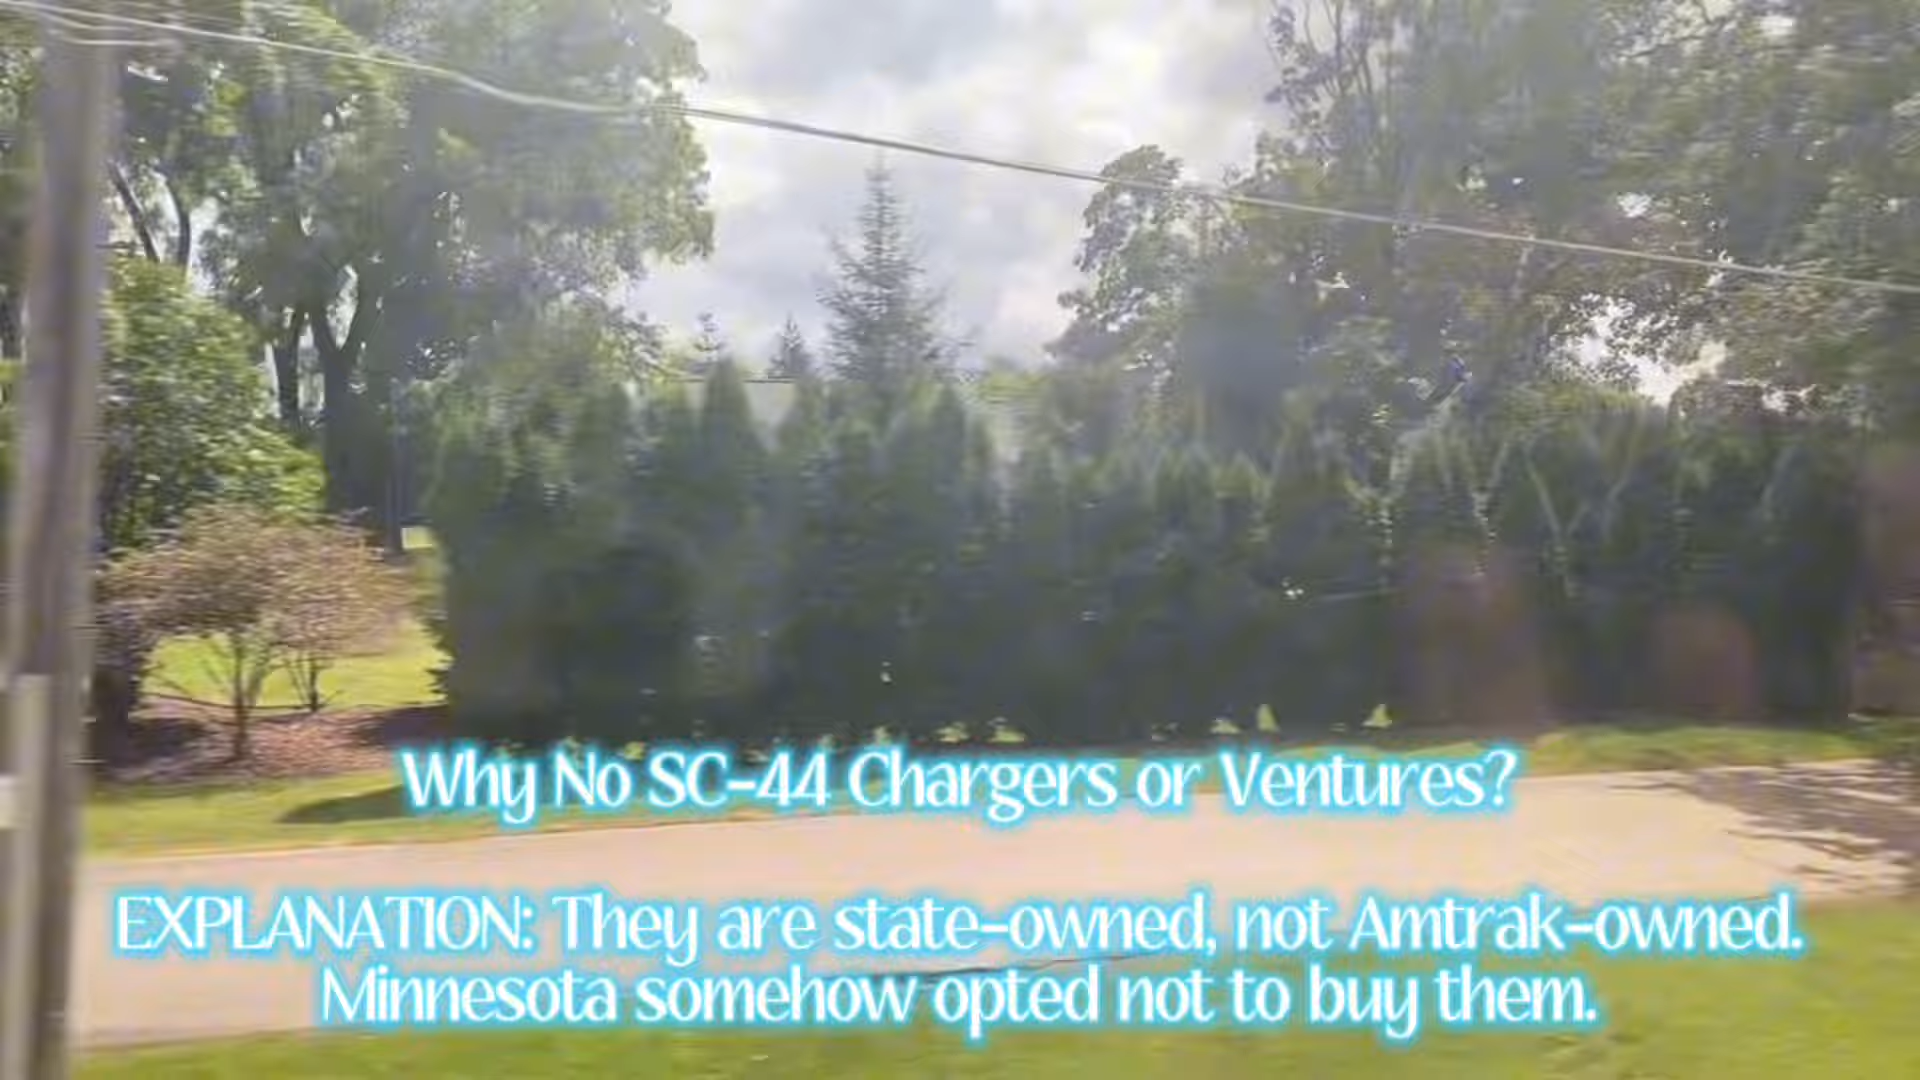 Why No SC-44 Chargers or Ventures?
EXPLANATION: They are state-owned, not Amtrak-owned.
Minnesota somehow opted not to buy them.